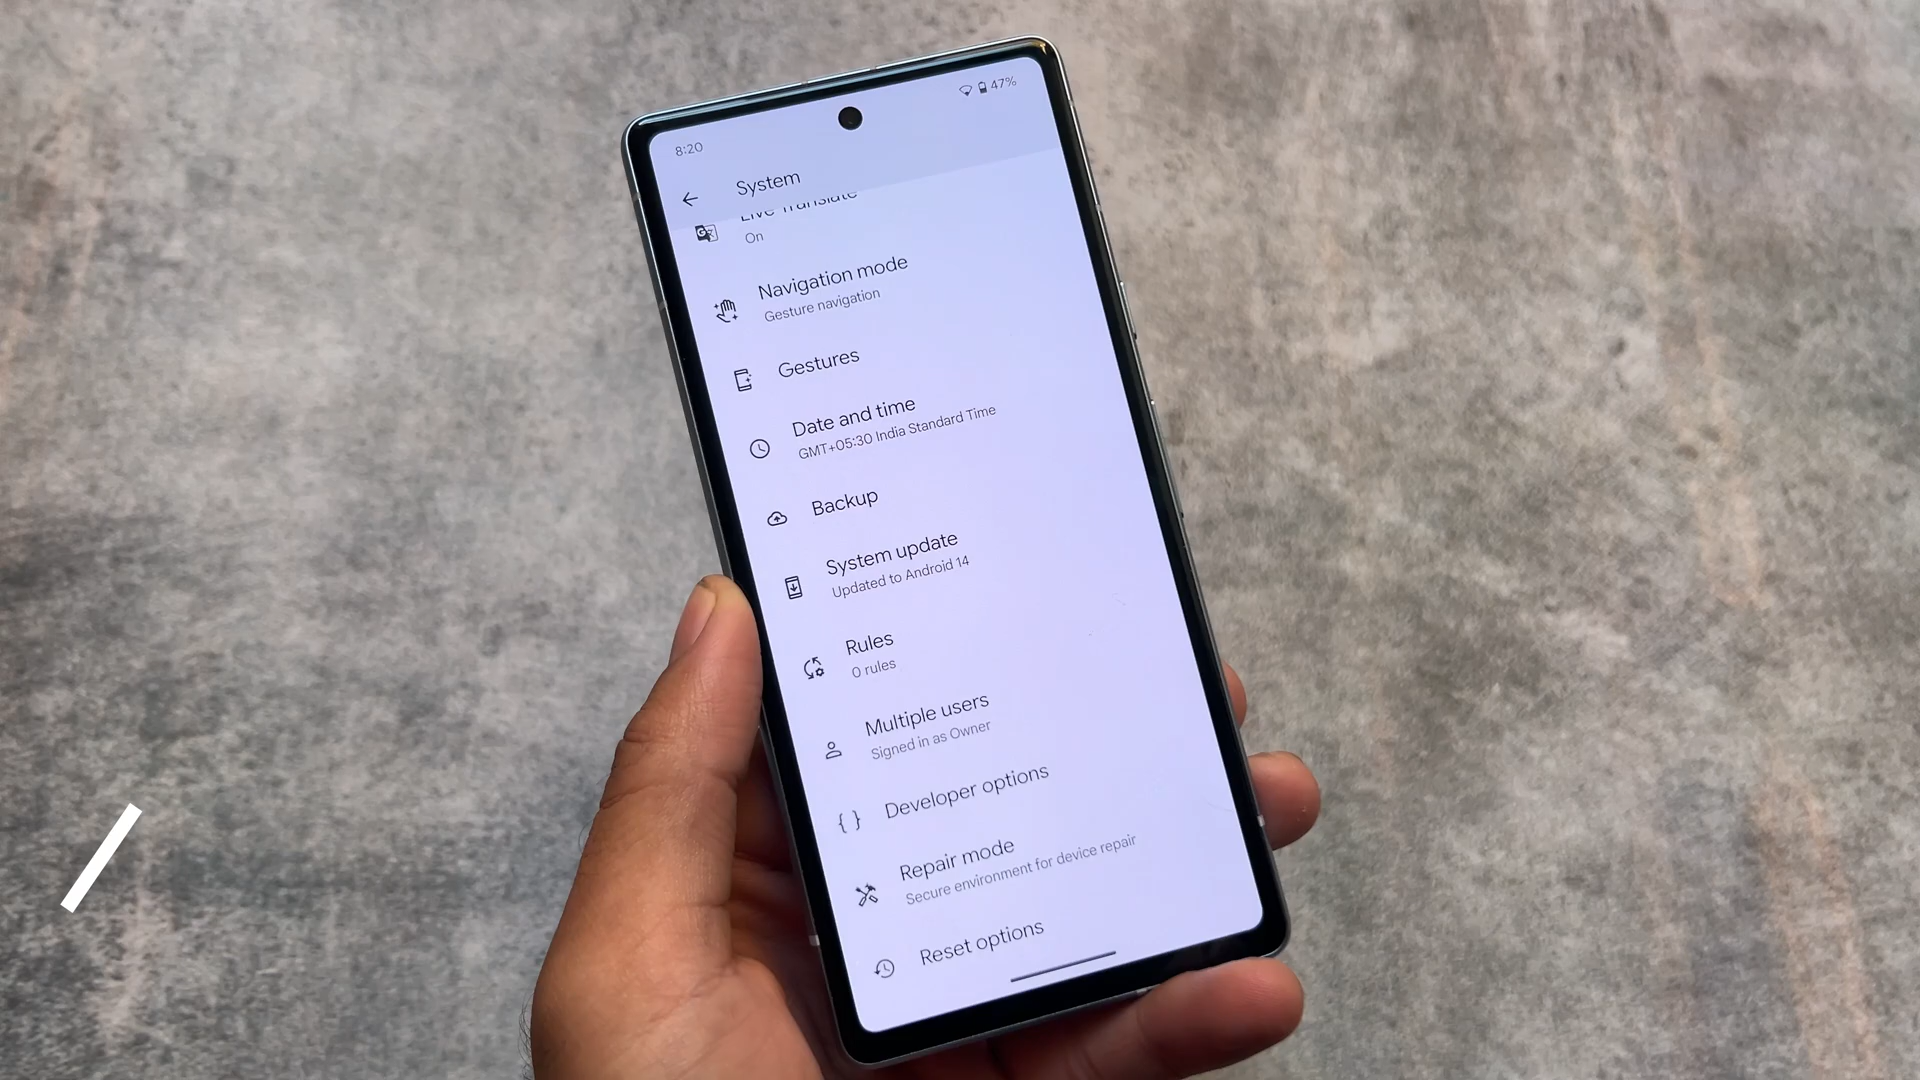 8:20
47%
System
Live Translate
On
Navigation mode
Gesture navigation
Gestures
Date and time
GMT+05:30 India Standard Time
Backup
System update
Updated to Android 14
Rules
0 rules
Multiple users
Signed in as Owner
Developer options
Repair mode
Secure environment for device repair
Reset options